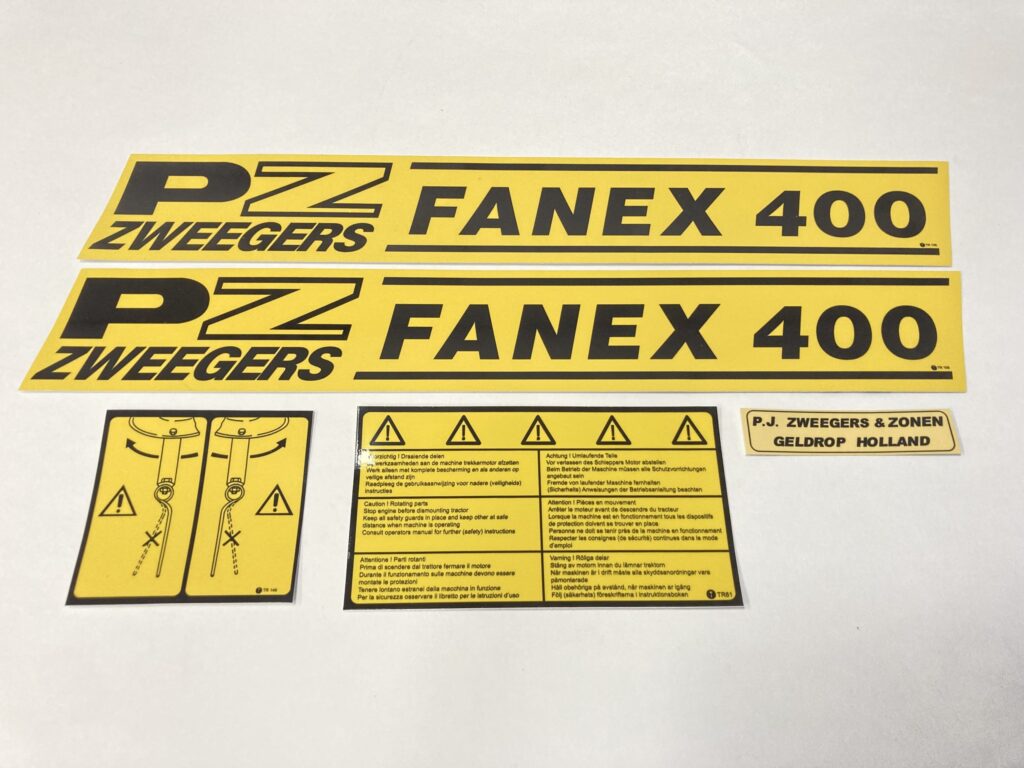 PZ
ZWEEGERS
FANEX 400
TR 106
PZ
ZWEEGERS
FANEX 400
TR 106
TR 146
Voorzichtig ! Draaiende delen
Bij werkzaamheden aan de machine trekkermotor afzetten
Werk alleen met komplete bescherming en als anderen op
veilige afstand zijn
Raadpleeg de gebruiksaanwijzing voor nadere (veiligheids)
instructies
Achtung ! Umlaufende Teile
Vor verlassen des Schleppers Motor abstellen
Beim Betrieb der Maschine müssen alle Schutzvorrichtungen
angebaut sein
Fremde von laufender Maschine fernhalten
(Sicherheits) Anweisungen der Betriebsanleitung beachten
Caution ! Rotating parts
Stop engine before dismounting tractor
Keep all safety guards in place and keep other at safe
distance when machine is operating
Consult operators manual for further (safety) instructions
Attention ! Pièces en mouvement
Arrêter le moteur avant de descendre du tracteur
Lorsque la machine est en fonctionnement tous les dispositifs
de protection doivent se trouver en place
Personne ne doit se tenir près de la machine en fonctionnement
Respecter les consignes (de sécurité) continues dans la mode
d'emploi
Attentione ! Parti rotanti
Prima di scendere dal trattore fermare il motore
Durante il funzionamento sulle macchine devono essere
montate le protezioni
Tenere lontano estranei della macchina in funzione
Per la sicurezza osservare il libretto per le istruzioni d'uso
Varning ! Röliga delar
Stäng av motorn innan du lämnar traktorn
När maskinen är i drift måste alla skyddsanordningar vara
påmonterade
Håll obehöriga på avstånd, när maskinen ar igång
Följ (säkerhets) föreskrifterna i instruktionsboken
TR61
P.J. ZWEEGERS & ZONEN
GELDROP HOLLAND